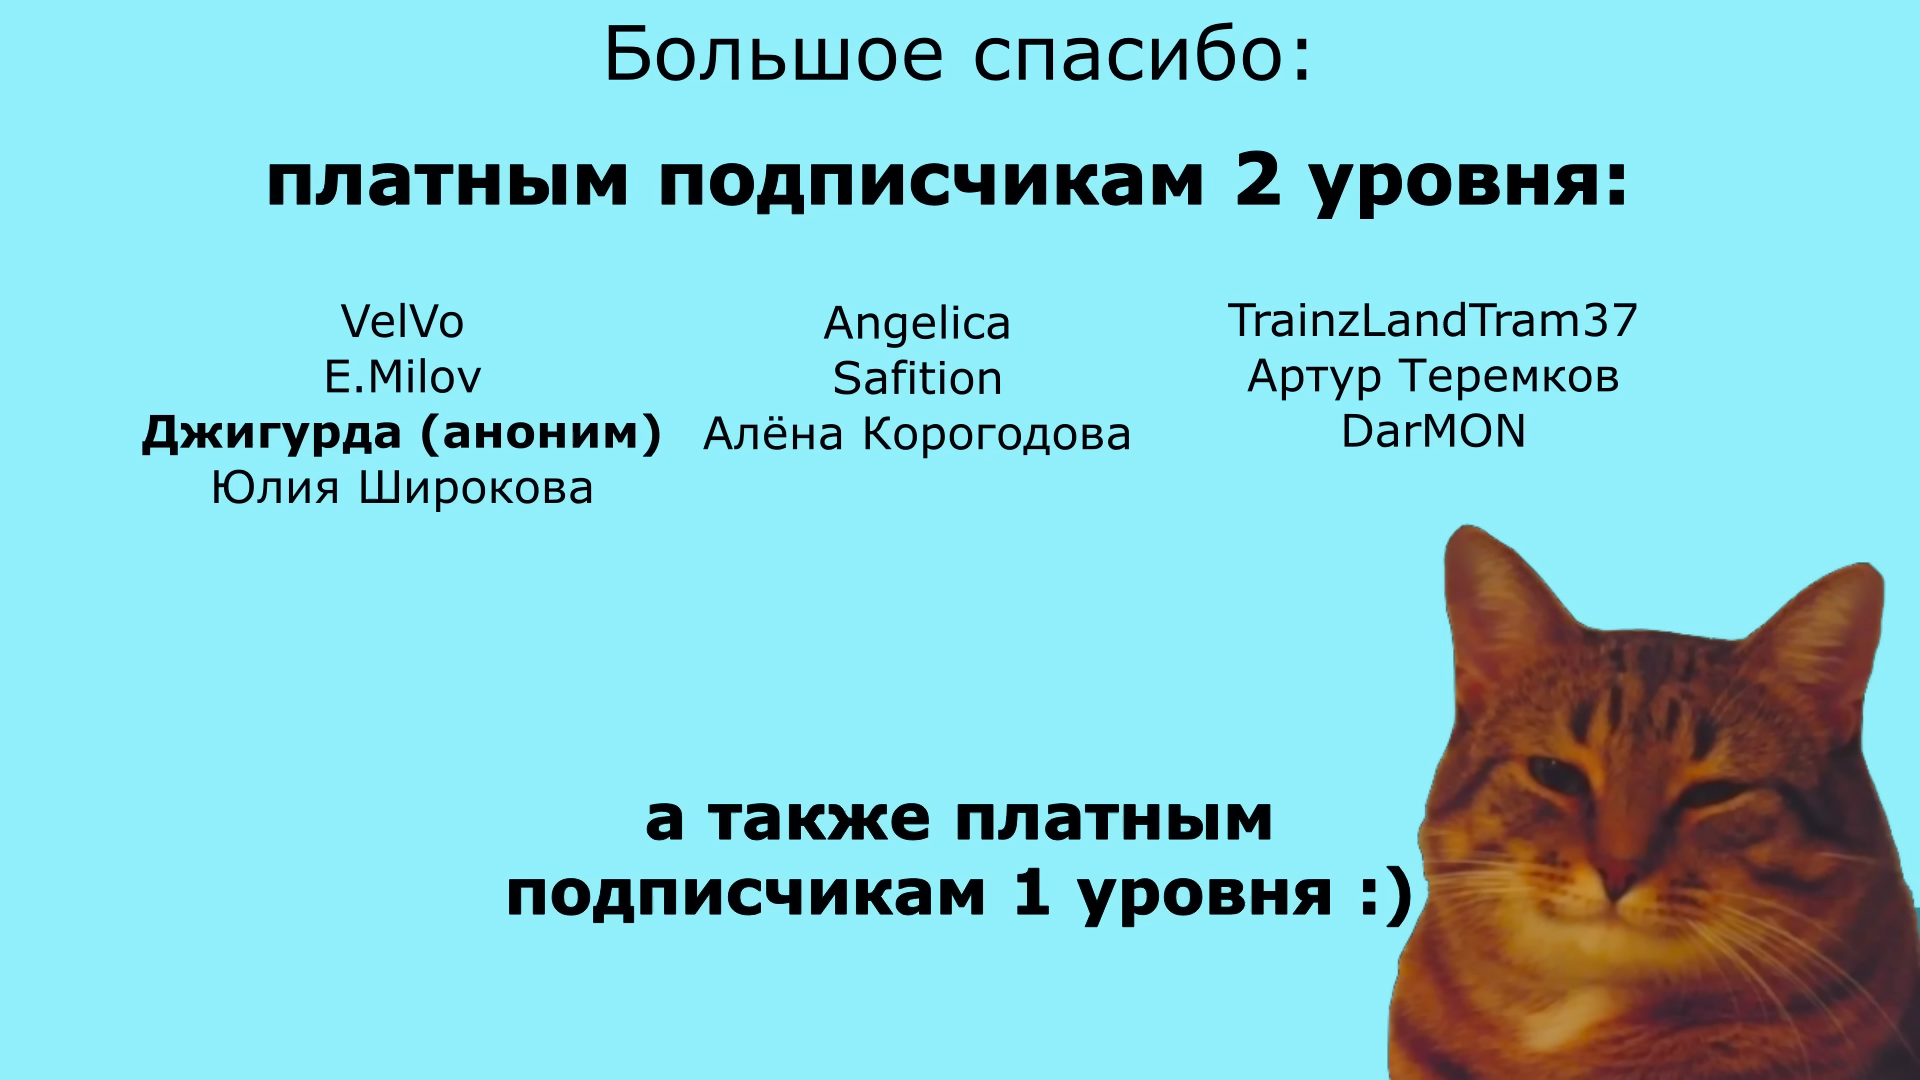 Большое спасибо:
платным подписчикам 2 уровня:
VelVo
E.Milov
Джигурда (аноним)
Юлия Широкова
Angelica
Safition
Алёна Корогодова
TrainzLandTram37
Артур Теремков
DarMON
а также платным
подписчикам 1 уровня :)